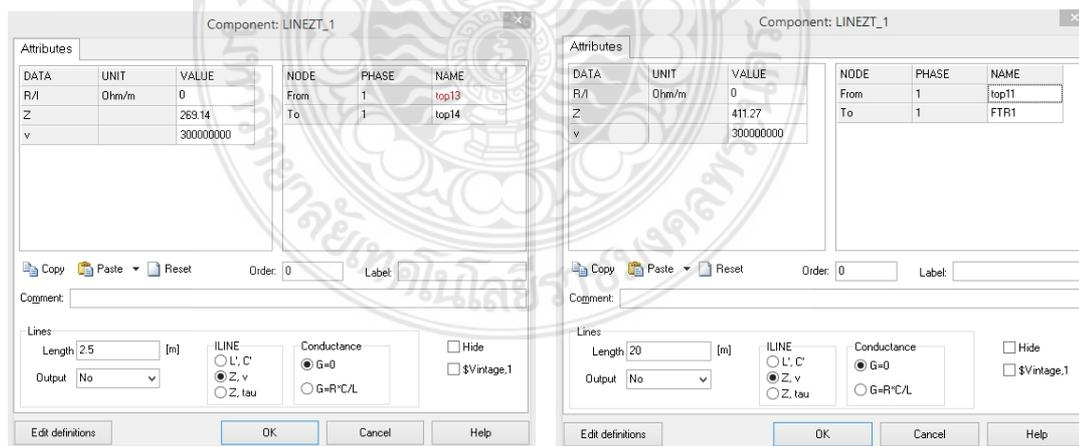 Component: LINEZT_1
Attributes
DATA UNIT VALUE
R/l Ohm/m 0
Z 269.14
v 300000000
NODE PHASE NAME
From 1 top13
To 1 top14
Copy Paste Reset Order: 0 Label:
Comment:
Lines
Length 2.5 [m]
Output No
ILINE
L', C'
Z, v
Z, tau
Conductance
G=0
G=R*C/L
Hide
$Vintage,1
Edit definitions OK Cancel Help
Component: LINEZT_1
Attributes
DATA UNIT VALUE
R/l Ohm/m 0
Z 411.27
v 300000000
NODE PHASE NAME
From 1 top11
To 1 FTR1
Copy Paste Reset Order: 0 Label:
Comment:
Lines
Length 20 [m]
Output No
ILINE
L', C'
Z, v
Z, tau
Conductance
G=0
G=R*C/L
Hide
$Vintage,1
Edit definitions OK Cancel Help